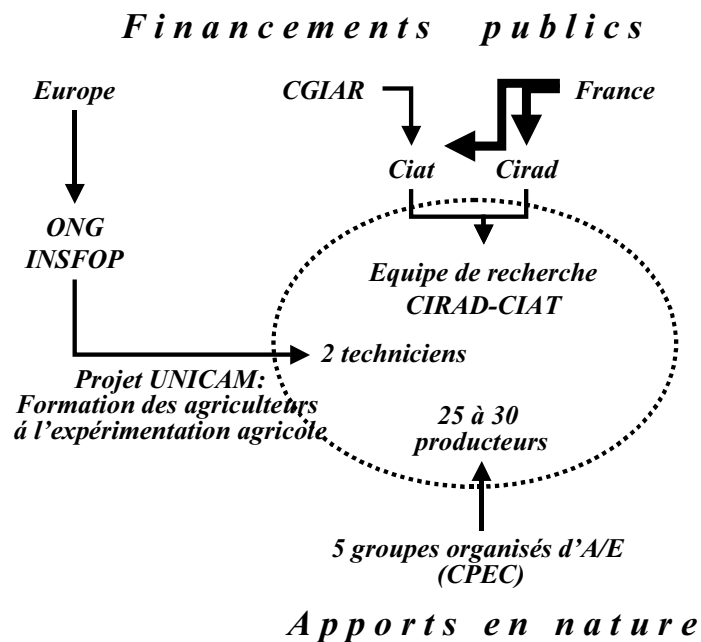 Financements publics
Europe
CGIAR
France
Ciat
Cirad
ONG
INSFOP
Equipe de recherche
CIRAD-CIAT
2 techniciens
Projet UNICAM:
Formation des agriculteurs
á l’expérimentation agricole
25 à 30
producteurs
5 groupes organisés d’A/E
(CPEC)
Apports en nature